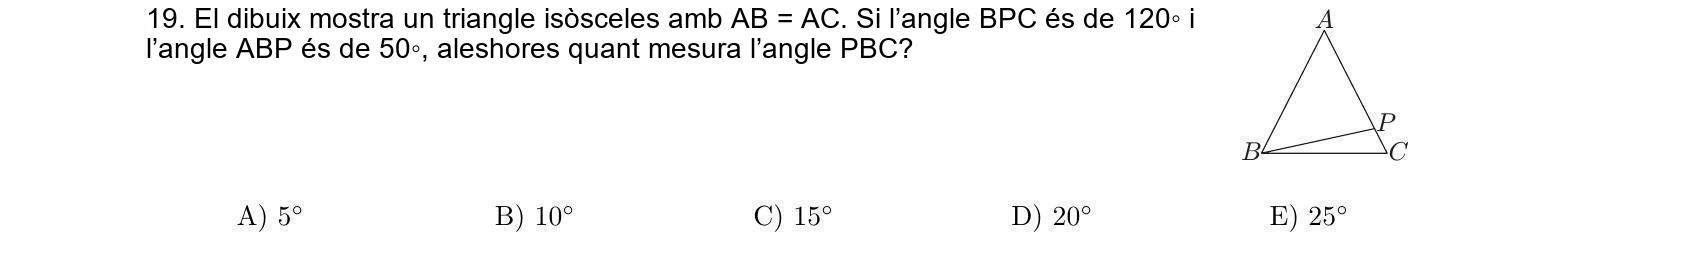 19. El dibuix mostra un triangle isòsceles amb AB = AC. Si l’angle BPC és de 120◦ i
l’angle ABP és de 50◦, aleshores quant mesura l’angle PBC?
A
P
B
C
A) 5° B) 10° C) 15° D) 20° E) 25°